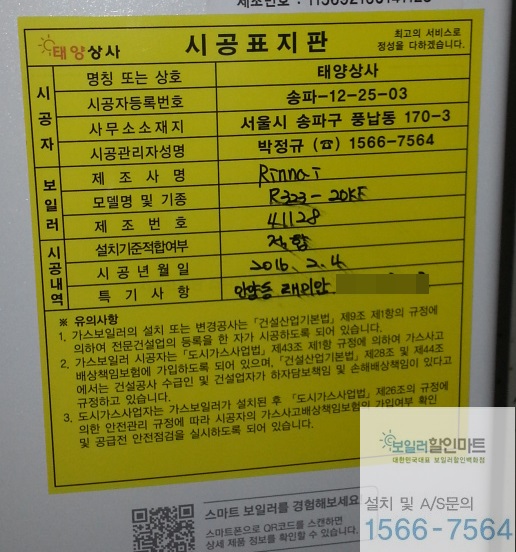 태양상사
시공표지판
최고의 서비스로
정성을 다하겠습니다.
시공자
명칭 또는 상호 태양상사
시공자등록번호 송파-12-25-03
사무소소재지 서울시 송파구 풍납동 170-3
시공관리자성명 박정규 (☎) 1566-7564
보일러
제조사명 Rinnai
모델명 및 기종 R323-20KF
제조번호 41128
시공내역
설치기준적합여부 적합
시공년월일 2016. 2. 4
특기사항 래미안
※ 유의사항
1. 가스보일러의 설치 또는 변경공사는 「건설산업기본법」 제9조 제1항의 규정에
의하여 전문건설업의 등록을 한 자가 시공하도록 되어 있습니다.
2. 가스보일러 시공자는 「도시가스사업법」 제43조 제1항 규정에 의하여 가스사고
배상책임보험에 가입하도록 되어 있으며, 「건설산업기본법」 제28조 및 제44조
에서는 건설공사 수급인 및 건설업자가 하자담보책임 및 손해배상책임이 있다고
규정하고 있습니다.
3. 도시가스사업자는 가스보일러가 설치된 후 「도시가스사업법」 제26조의 규정에
의한 안전관리 규정에 따라 시공자의 가스사고배상책임보험의 가입여부 확인
및 공급전 안전점검을 실시하도록 되어 있습니다.
보일러할인마트
대한민국대표 보일러할인백화점
설치 및 A/S문의
1566-7564
스마트 보일러를 경험해보세요
스마트폰으로 QR코드를 스캔하면
상세 제품 정보를 확인할 수 있습니다.